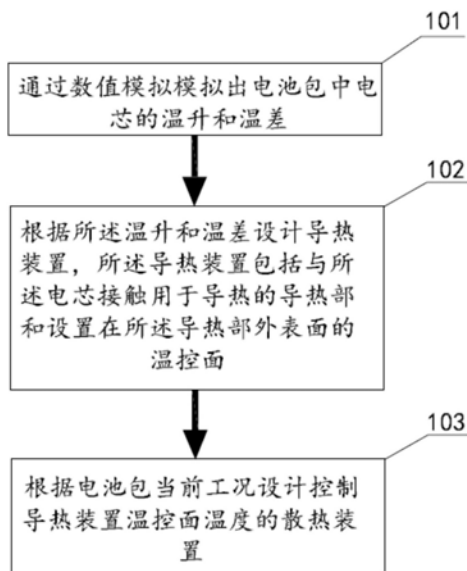 101
通过数值模拟模拟出电池包中电
芯的温升和温差
102
根据所述温升和温差设计导热
装置，所述导热装置包括与所
述电芯接触用于导热的导热部
和设置在所述导热部外表面的
温控面
103
根据电池包当前工况设计控制
导热装置温控面温度的散热装
置